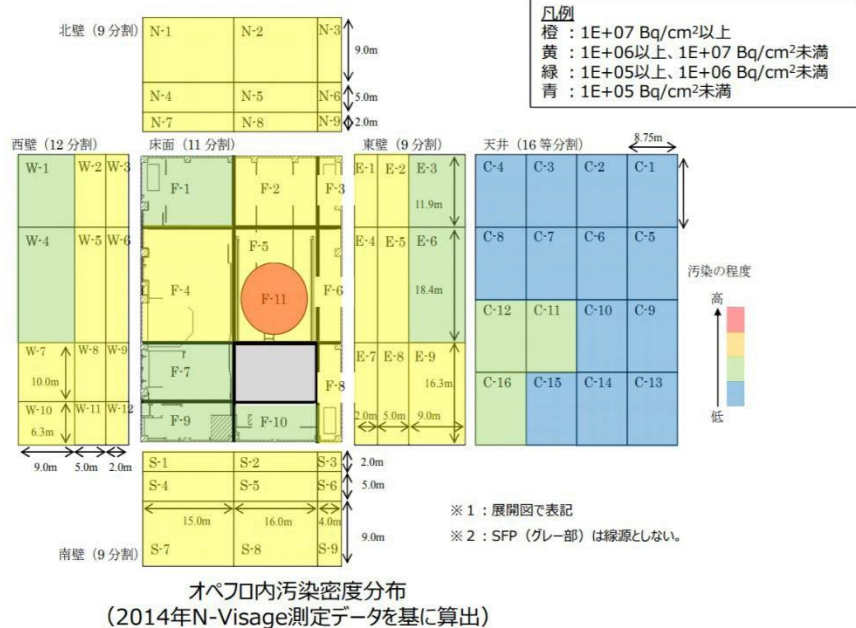 凡例
橙 : 1E+07 Bq/cm²以上
黄 : 1E+06以上、1E+07 Bq/cm²未満
緑 : 1E+05以上、1E+06 Bq/cm²未満
青 : 1E+05 Bq/cm²未満
北壁 (9 分割)
N-1 N-2 N-3
9.0m
N-4 N-5 N-6
5.0m
N-7 N-8 N-9
2.0m
西壁 (12 分割)
W-1 W-2 W-3
W-4 W-5 W-6
W-7 W-8 W-9
10.0m
W-10 W-11 W-12
6.3m
9.0m 5.0m 2.0m
床面 (11 分割)
F-1 F-2 F-3
F-5
F-4 F-11 F-6
F-7 F-8
F-9 F-10
東壁 (9 分割)
E-1 E-2 E-3
11.9m
E-4 E-5 E-6
18.4m
E-7 E-8 E-9
16.3m
2.0m 5.0m 9.0m
天井 (16 等分割)
8.75m
C-4 C-3 C-2 C-1
C-8 C-7 C-6 C-5
C-12 C-11 C-10 C-9
C-16 C-15 C-14 C-13
汚染の程度
高
低
S-1 S-2 S-3
2.0m
S-4 S-5 S-6
5.0m
15.0m 16.0m 4.0m
9.0m
S-7 S-8 S-9
南壁 (9 分割)
※1:展開図で表記
※2:SFP(グレー部)は線源としない。
オペフロ内汚染密度分布
(2014年N-Visage測定データを基に算出)